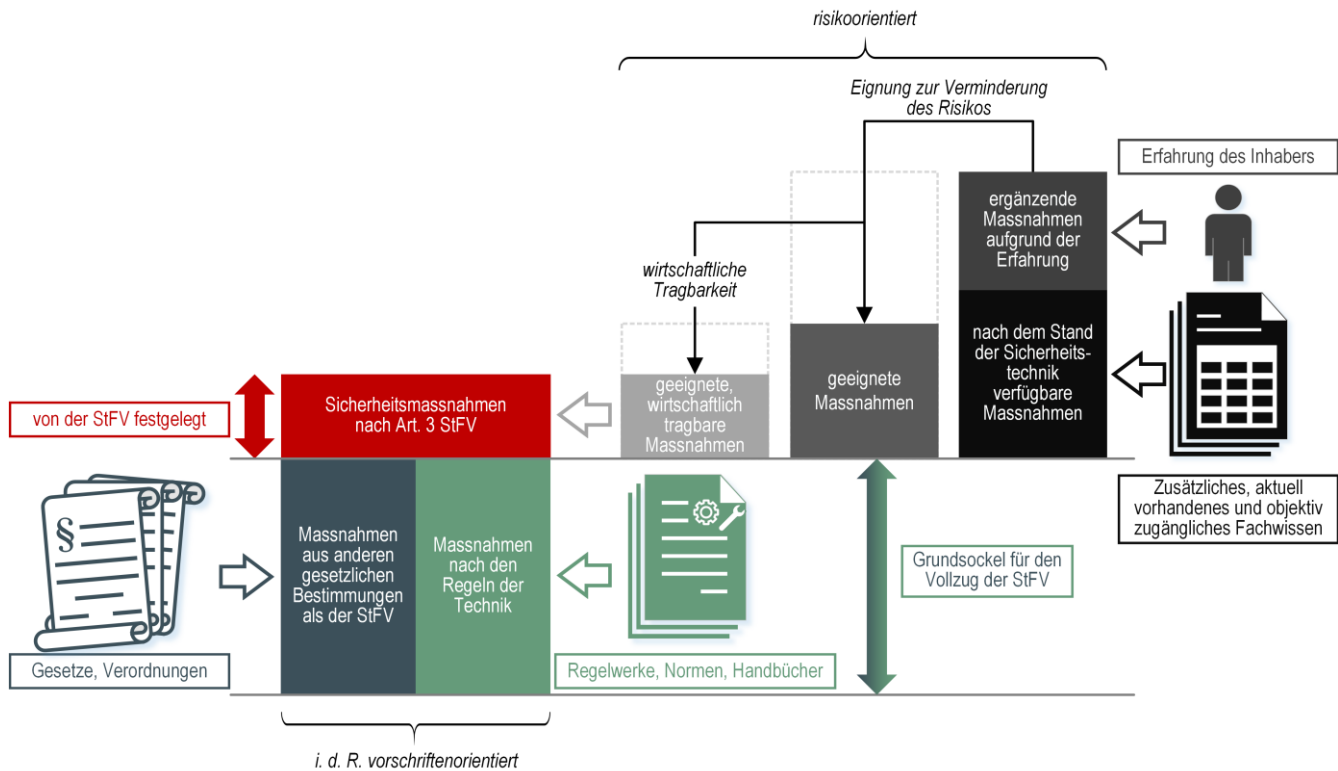 risikoorientiert
Eignung zur Verminderung
des Risikos
Erfahrung des Inhabers
ergänzende
Massnahmen
aufgrund der
Erfahrung
wirtschaftliche
Tragbarkeit
nach dem Stand
der Sicherheits-
technik
verfügbare
Massnahmen
geeignete
Massnahmen
geeignete,
wirtschaftlich
tragbare
Massnahmen
Sicherheitsmassnahmen
nach Art. 3 StFV
von der StFV festgelegt
Zusätzliches, aktuell
vorhandenes und objektiv
zugängliches Fachwissen
§
Massnahmen
aus anderen
gesetzlichen
Bestimmungen
als der StFV
Massnahmen
nach den
Regeln der
Technik
Grundsockel für den
Vollzug der StFV
Gesetze, Verordnungen
Regelwerke, Normen, Handbücher
i. d. R. vorschriftenorientiert